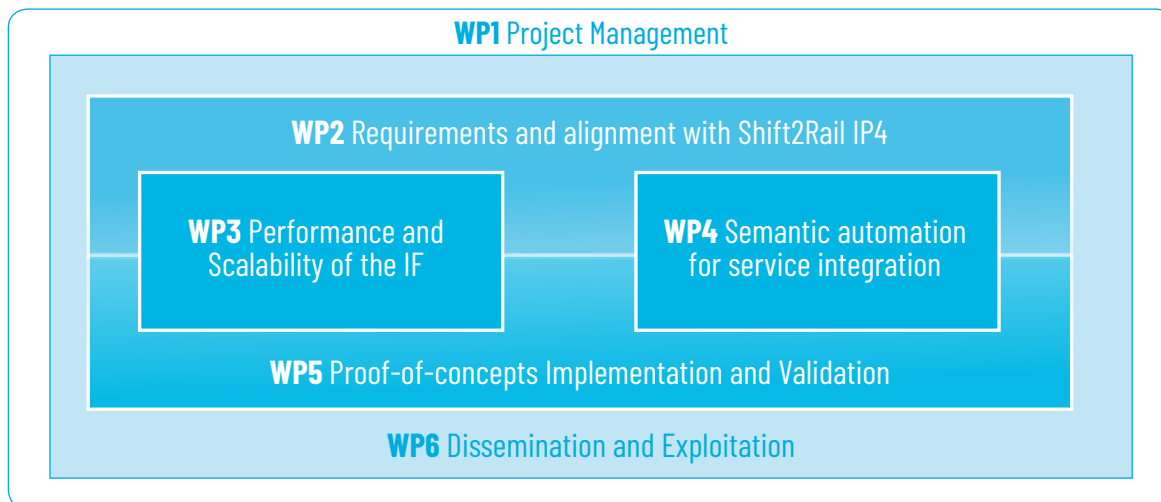 WP1 Project Management
WP2 Requirements and alignment with Shift2Rail IP4
WP3 Performance and
Scalability of the IF
WP4 Semantic automation
for service integration
WP5 Proof-of-concepts Implementation and Validation
WP6 Dissemination and Exploitation